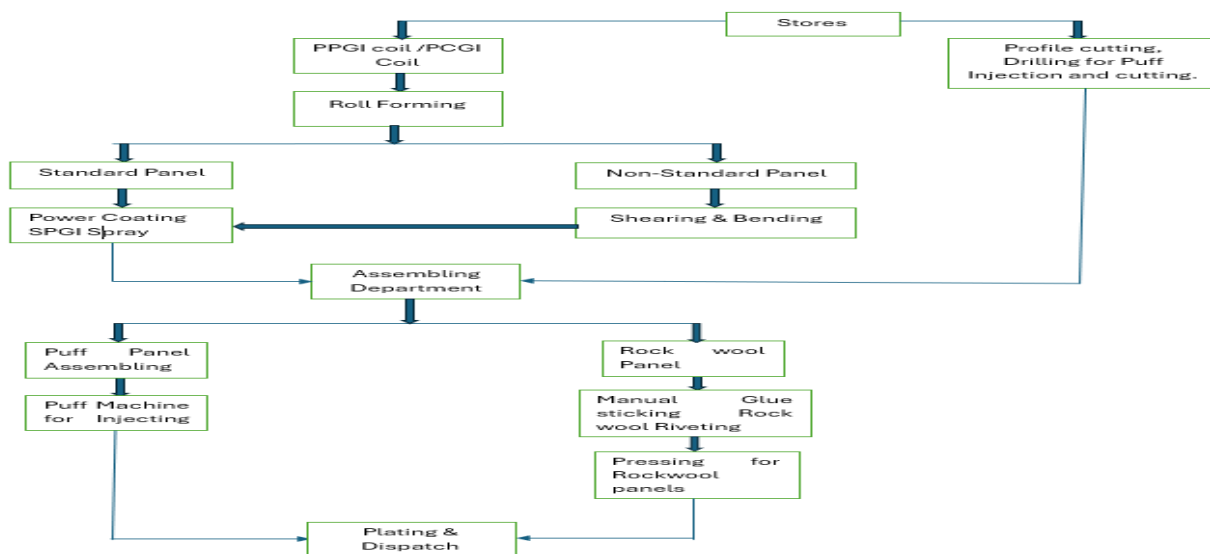 Stores
PPGI coil /PCGI
Coil
Profile cutting,
Drilling for Puff
Injection and cutting.
Roll Forming
Standard Panel
Non-Standard Panel
Power Coating
SPGI Spray
Shearing & Bending
Assembling
Department
Puff Panel
Assembling
Rock wool
Panel
Puff Machine
for Injecting
Manual Glue
sticking Rock
wool Riveting
Pressing for
Rockwool
panels
Plating &
Dispatch